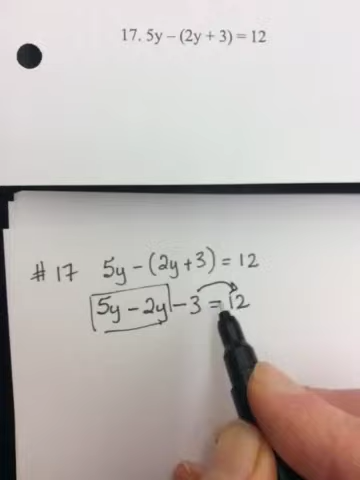 17. 5y – (2y + 3) = 12
#17 5y - (2y+3) = 12
5y - 2y - 3 = 12